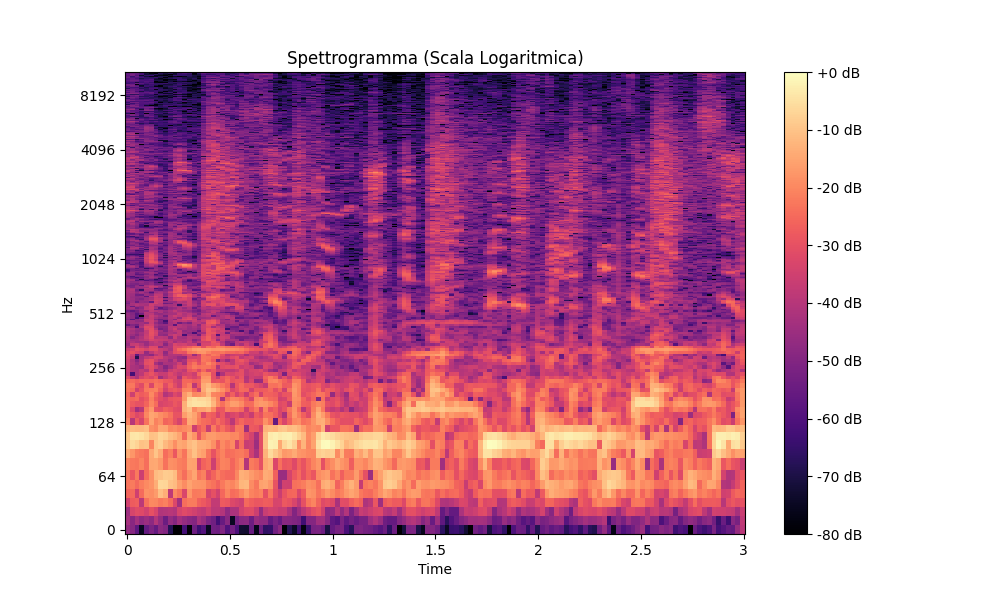 Spettrogramma (Scala Logaritmica)
Hz
8192
4096
2048
1024
512
256
128
64
0
0 0.5 1 1.5 2 2.5 3
Time
+0 dB
-10 dB
-20 dB
-30 dB
-40 dB
-50 dB
-60 dB
-70 dB
-80 dB